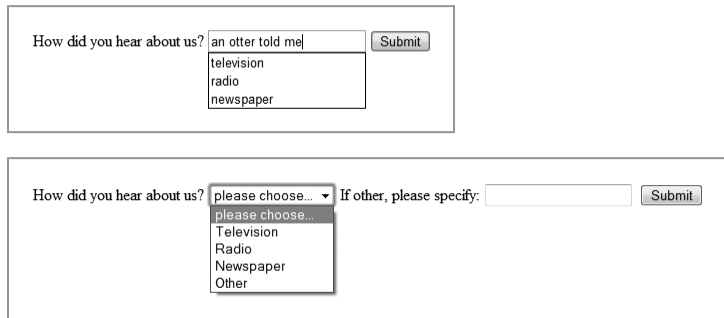 How did you hear about us? an otter told me Submit
television
radio
newspaper
How did you hear about us? please choose... If other, please specify: Submit
please choose...
Television
Radio
Newspaper
Other